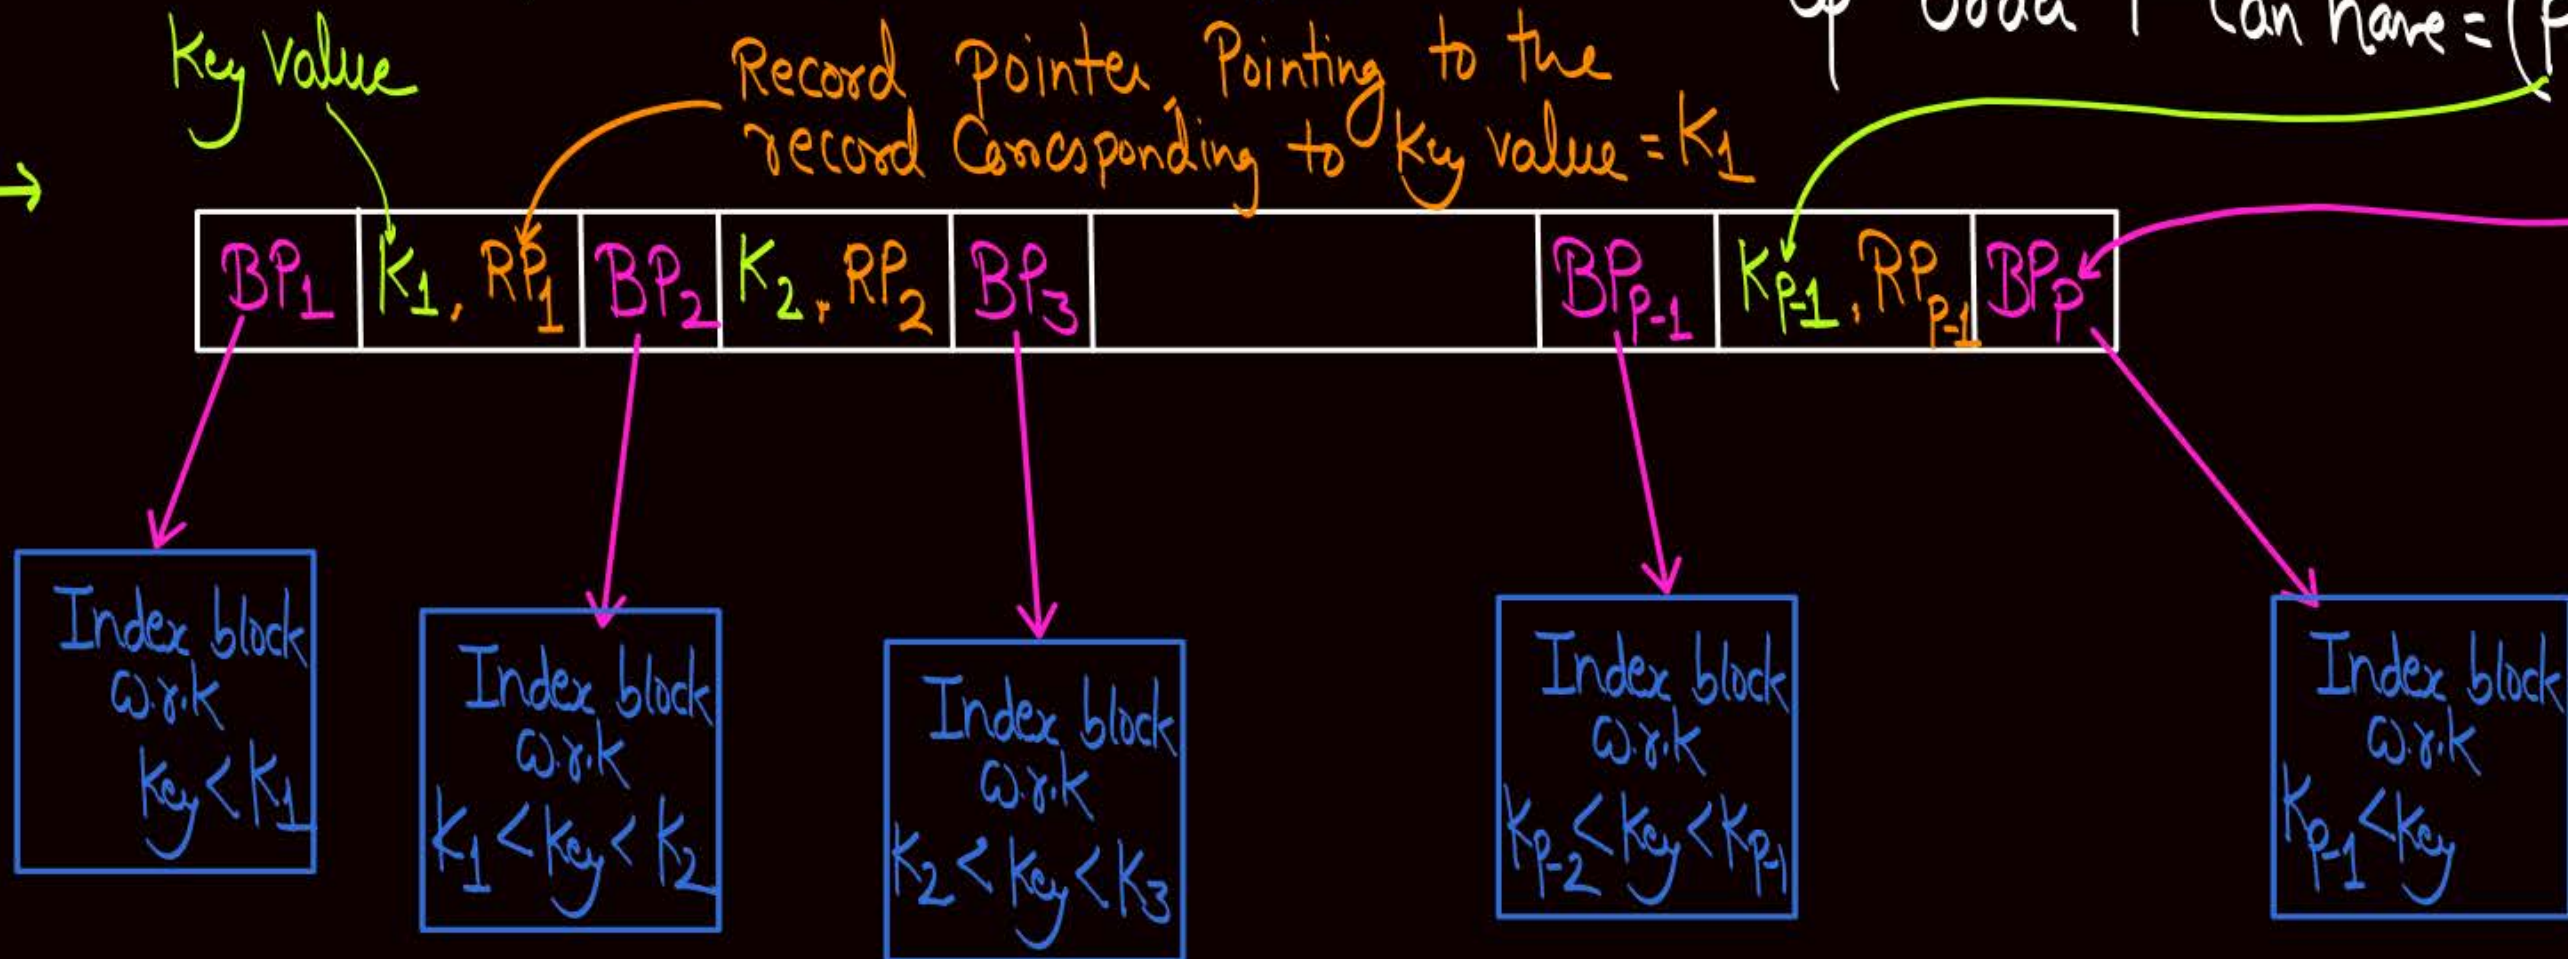 of order P can have = (P
Key Value
Record pointer, Pointing to the
record Corresponding to Key value = K1
BP1 K1, RP1 BP2 K2, RP2 BP3 BPP-1 KP-1, RPP-1 BPP
Index block
w.r.k
Key < K1
Index block
w.r.k
K1 < Key < K2
Index block
w.r.k
K2 < Key < K3
Index block
w.r.k
KP-2 < Key < KP-1
Index block
w.r.k
KP-1 < Key